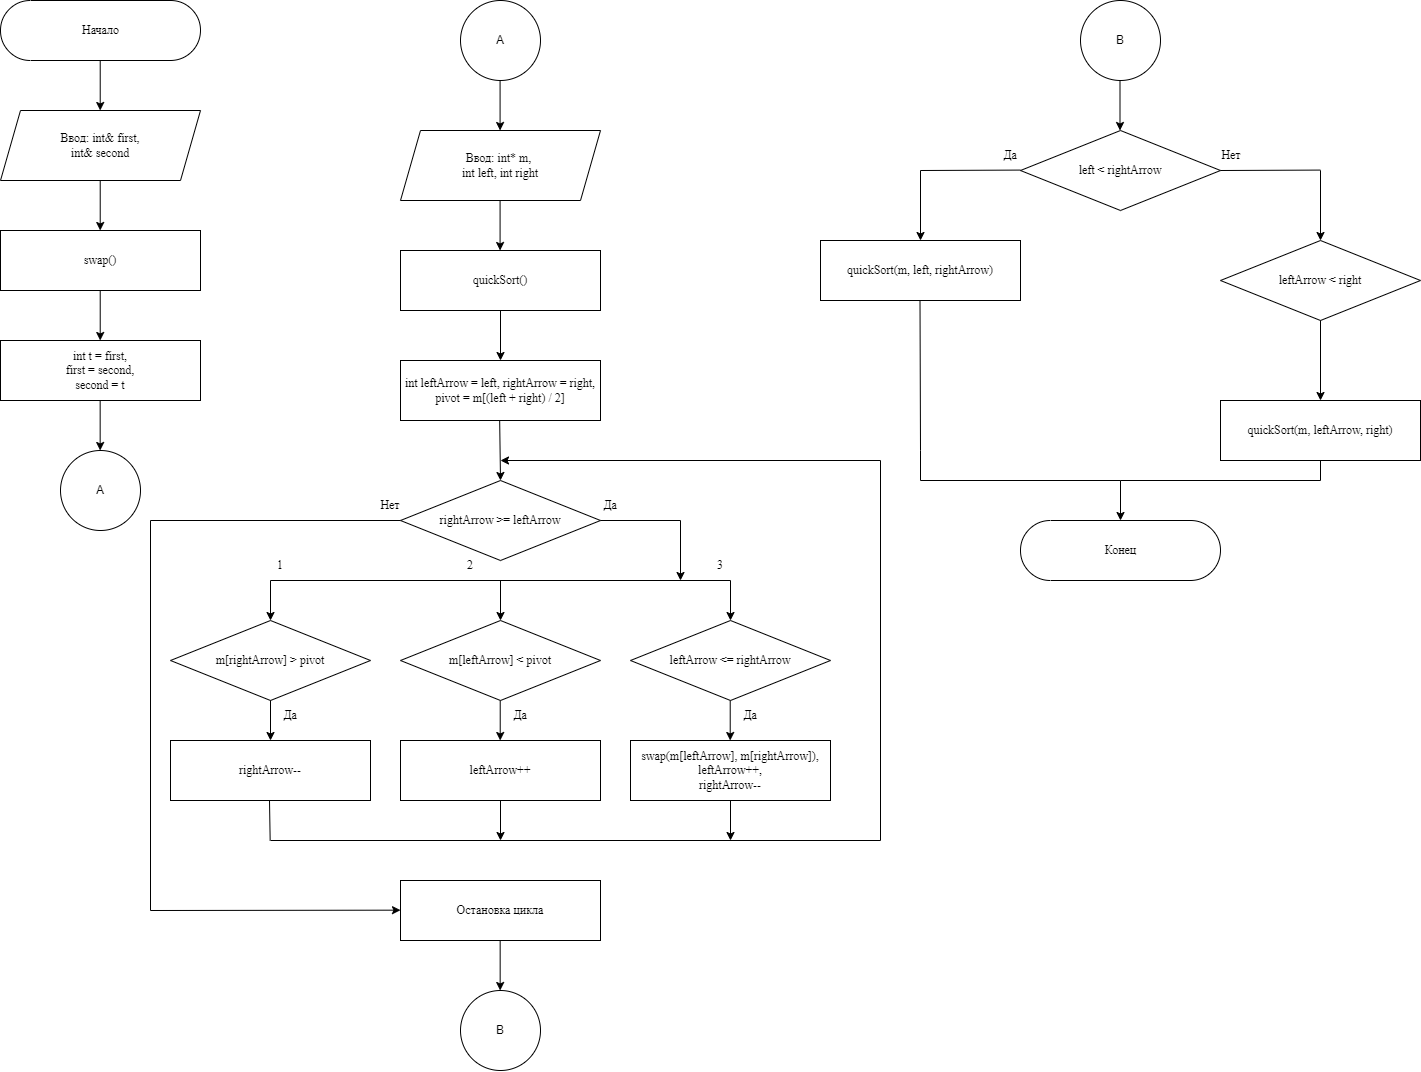 Начало
Ввод: int& first,
int& second
swap()
int t = first,
first = second,
second = t
A
A
Ввод: int* m,
int left, int right
quickSort()
int leftArrow = left, rightArrow = right,
pivot = m[(left + right) / 2]
Нет
Да
rightArrow >= leftArrow
1
2
3
m[rightArrow] > pivot
m[leftArrow] < pivot
leftArrow <= rightArrow
Да
Да
Да
rightArrow--
leftArrow++
swap(m[leftArrow], m[rightArrow]),
leftArrow++,
rightArrow--
Остановка цикла
B
B
Да
Нет
left < rightArrow
quickSort(m, left, rightArrow)
leftArrow < right
quickSort(m, leftArrow, right)
Конец